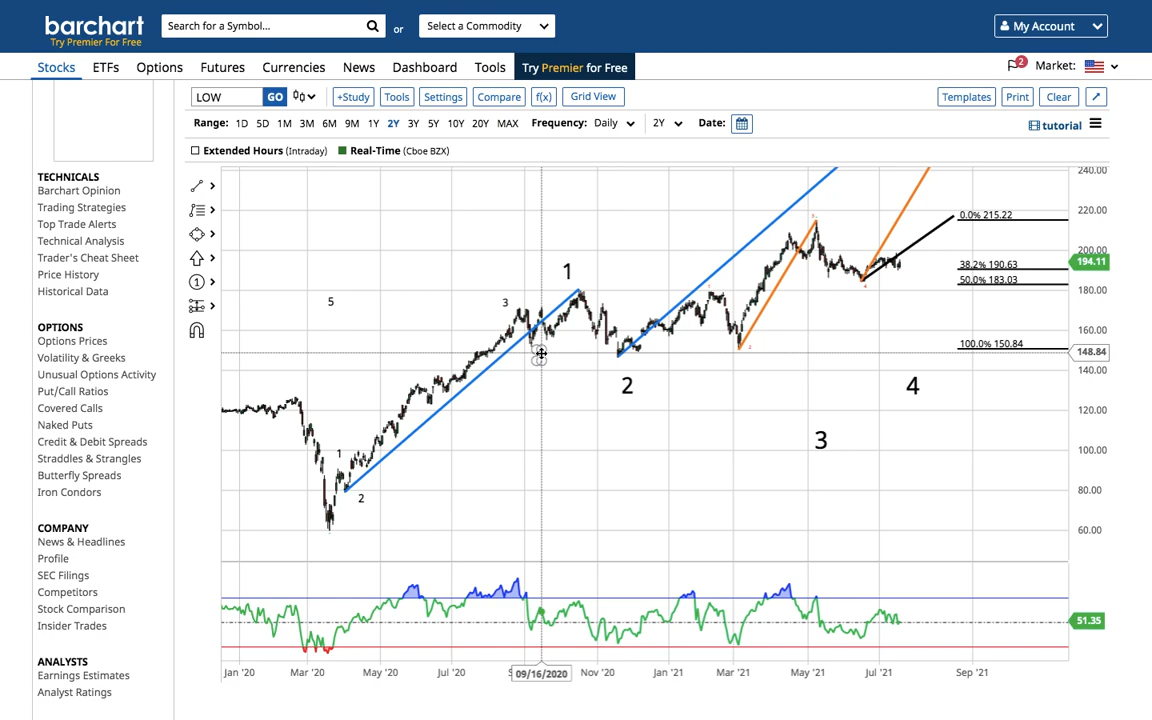 barchart
Try Premier For Free
Search for a Symbol...
or
Select a Commodity
My Account
Stocks ETFs Options Futures Currencies News Dashboard Tools Try Premier for Free
2 Market:
LOW GO +Study Tools Settings Compare f(x) Grid View Templates Print Clear
Range: 1D 5D 1M 3M 6M 9M 1Y 2Y 3Y 5Y 10Y 20Y MAX Frequency: Daily 2Y Date:
tutorial
Extended Hours (Intraday) Real-Time (Cboe BZX)
TECHNICALS
Barchart Opinion
Trading Strategies
Top Trade Alerts
Technical Analysis
Trader's Cheat Sheet
Price History
Historical Data
OPTIONS
Options Prices
Volatility & Greeks
Unusual Options Activity
Put/Call Ratios
Covered Calls
Naked Puts
Credit & Debit Spreads
Straddles & Strangles
Butterfly Spreads
Iron Condors
COMPANY
News & Headlines
Profile
SEC Filings
Competitors
Stock Comparison
Insider Trades
ANALYSTS
Earnings Estimates
Analyst Ratings
1
240.00
220.00
200.00
194.11
180.00
160.00
148.84
140.00
120.00
100.00
80.00
60.00
0.0% 215.22
38.2% 190.63
50.0% 183.03
100.0% 150.84
1
5
3
2
4
3
1
2
51.35
Jan '20 Mar '20 May '20 Jul '20 S 09/16/2020 Nov '20 Jan '21 Mar '21 May '21 Jul '21 Sep '21